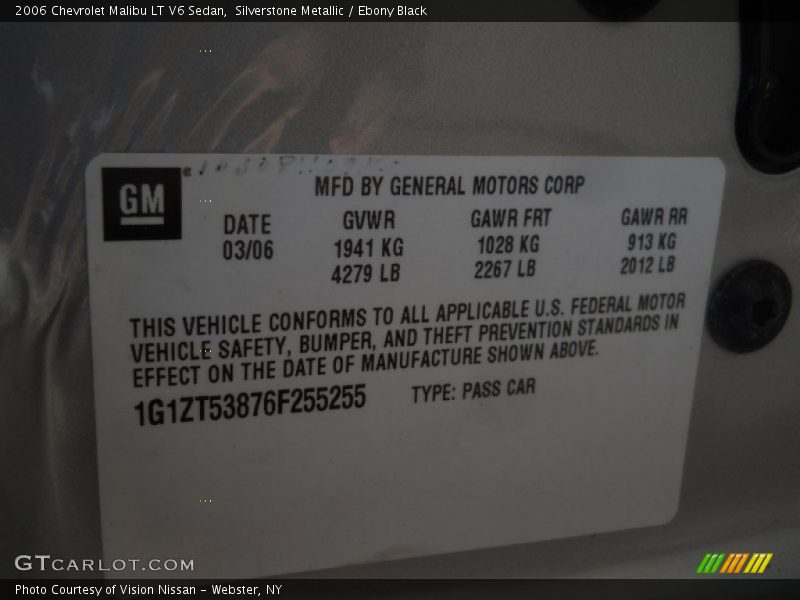 2006 Chevrolet Malibu LT V6 Sedan, Silverstone Metallic / Ebony Black
GM
MFD BY GENERAL MOTORS CORP
DATE GVWR GAWR FRT GAWR RR
03/06 1941 KG 1028 KG 913 KG
4279 LB 2267 LB 2012 LB
THIS VEHICLE CONFORMS TO ALL APPLICABLE U.S. FEDERAL MOTOR
VEHICLE SAFETY, BUMPER, AND THEFT PREVENTION STANDARDS IN
EFFECT ON THE DATE OF MANUFACTURE SHOWN ABOVE.
1G1ZT53876F255255 TYPE: PASS CAR
GTCARLOT.COM
Photo Courtesy of Vision Nissan - Webster, NY